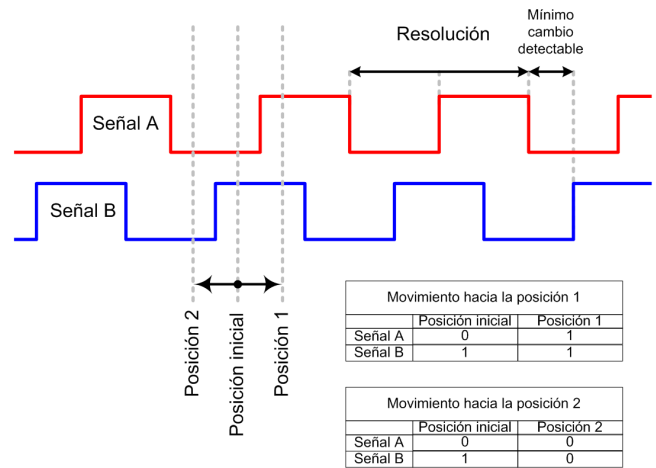 Mínimo
cambio
detectable
Resolución
Señal A
Señal B
Posición 2
Posición inicial
Posición 1
Movimiento hacia la posición 1
Posición inicial Posición 1
Señal A 0 1
Señal B 1 1
Movimiento hacia la posición 2
Posición inicial Posición 2
Señal A 0 0
Señal B 1 0